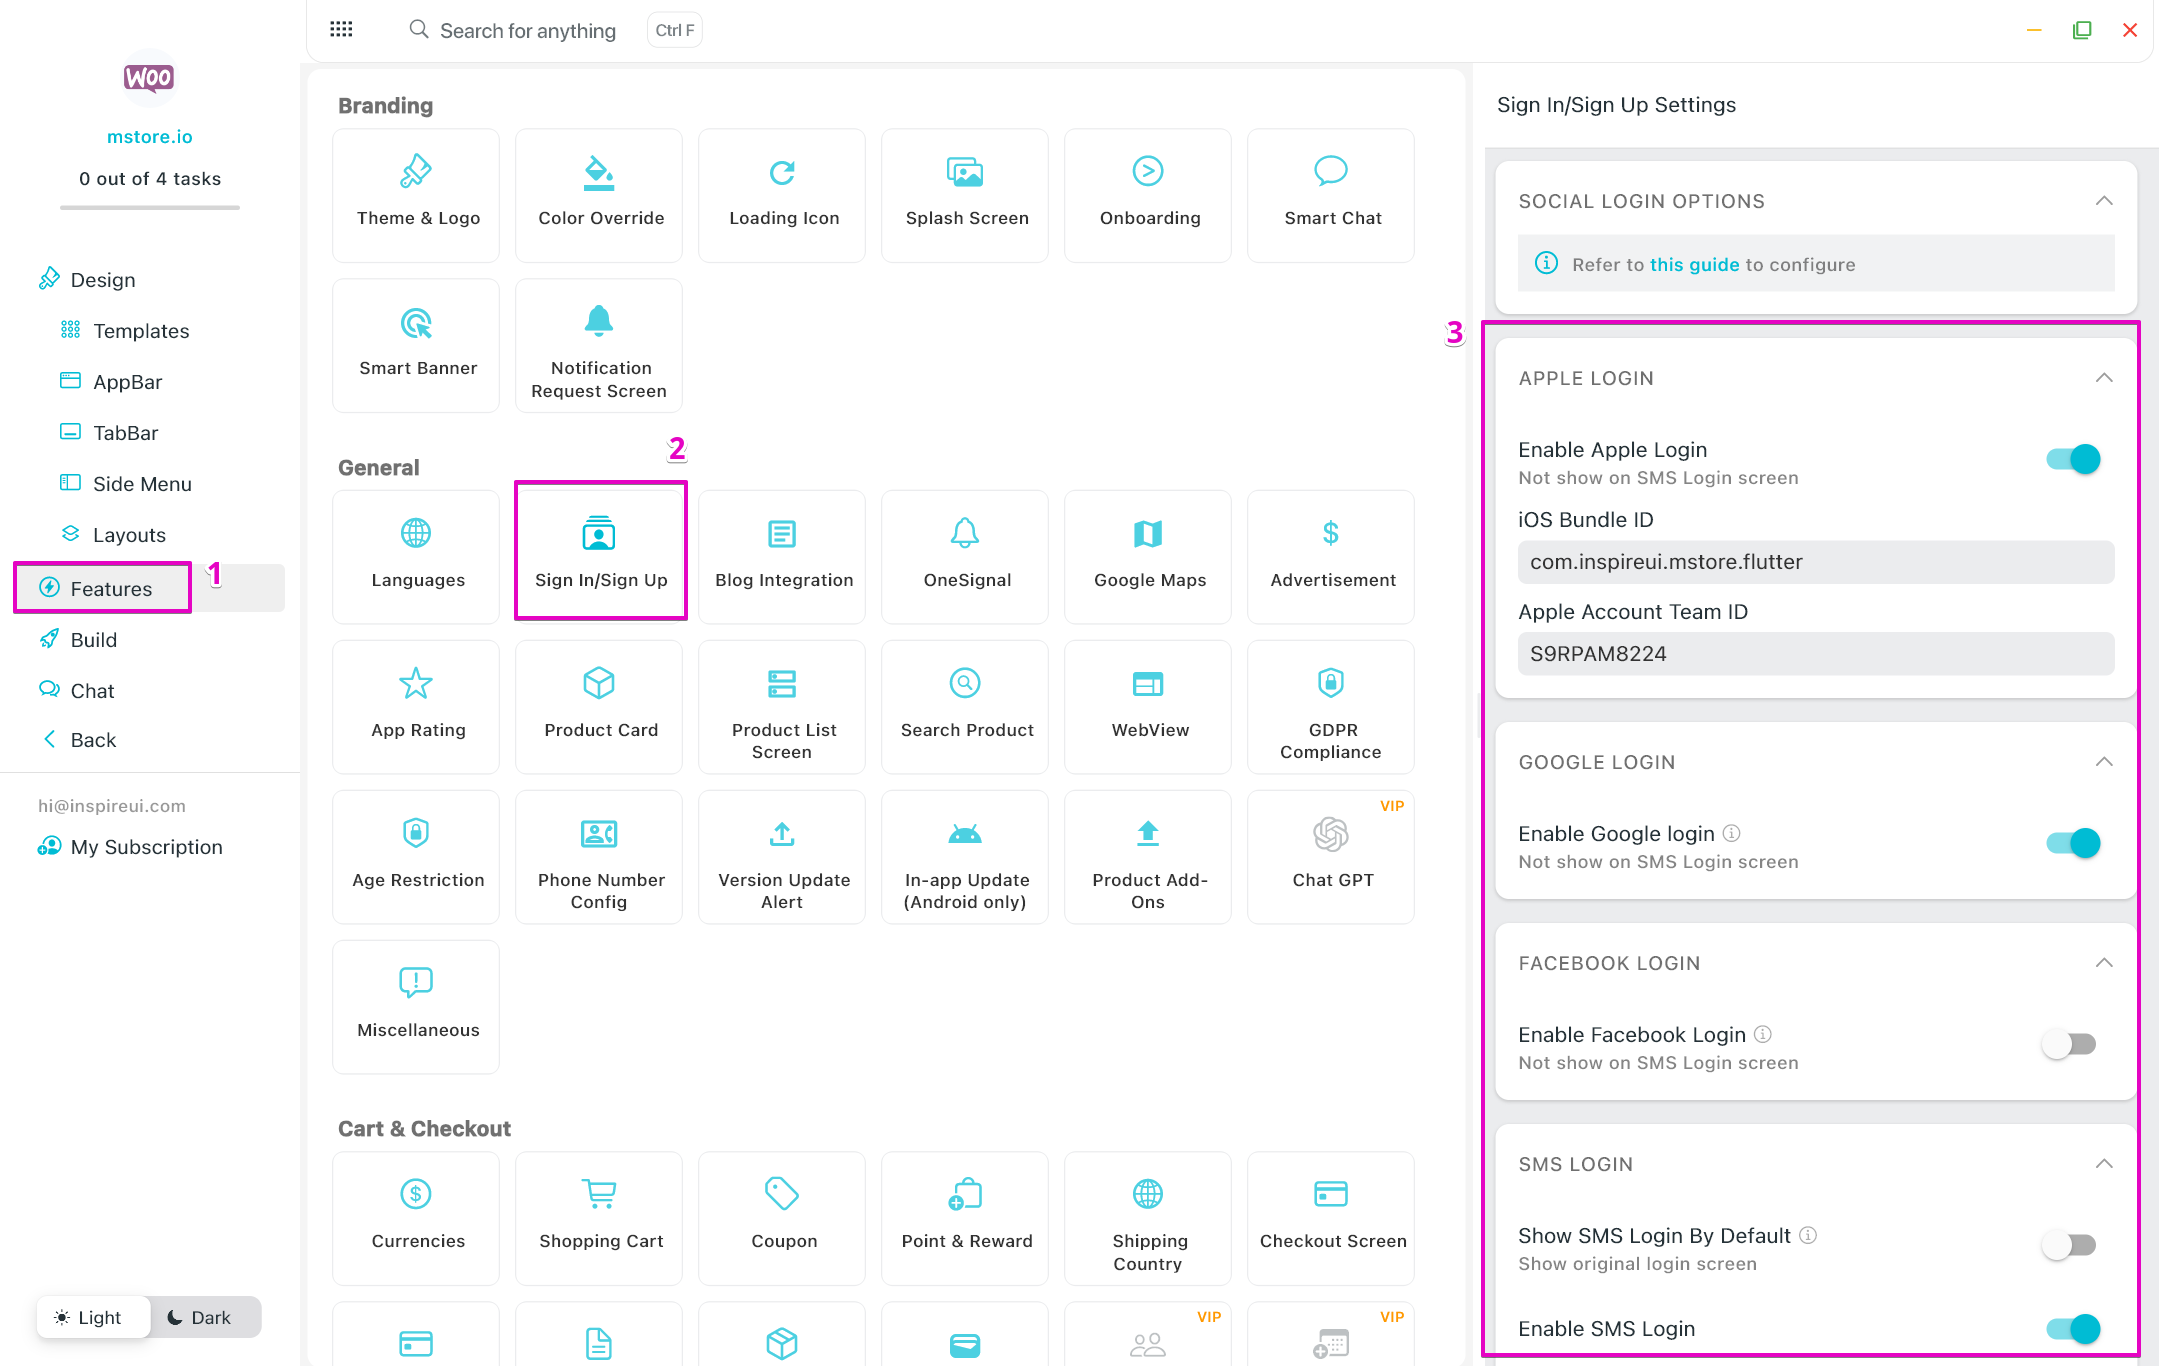 Search for anything
Ctrl F
WOO
mstore.io
0 out of 4 tasks
Design
Templates
AppBar
TabBar
Side Menu
Layouts
Features
1
Build
Chat
Back
hi@inspireui.com
My Subscription
Light
Dark
Branding
Theme & Logo
Color Override
Loading Icon
Splash Screen
Onboarding
Smart Chat
Smart Banner
Notification
Request Screen
General
2
Languages
Sign In/Sign Up
Blog Integration
OneSignal
Google Maps
Advertisement
App Rating
Product Card
Product List
Screen
Search Product
WebView
GDPR
Compliance
Age Restriction
Phone Number
Config
Version Update
Alert
In-app Update
(Android only)
Product Add-
Ons
VIP
Chat GPT
Miscellaneous
Cart & Checkout
Currencies
Shopping Cart
Coupon
Point & Reward
Shipping
Country
Checkout Screen
VIP
VIP
Sign In/Sign Up Settings
SOCIAL LOGIN OPTIONS
Refer to this guide to configure
3
APPLE LOGIN
Enable Apple Login
Not show on SMS Login screen
iOS Bundle ID
com.inspireui.mstore.flutter
Apple Account Team ID
S9RPAM8224
GOOGLE LOGIN
Enable Google login
Not show on SMS Login screen
FACEBOOK LOGIN
Enable Facebook Login
Not show on SMS Login screen
SMS LOGIN
Show SMS Login By Default
Show original login screen
Enable SMS Login